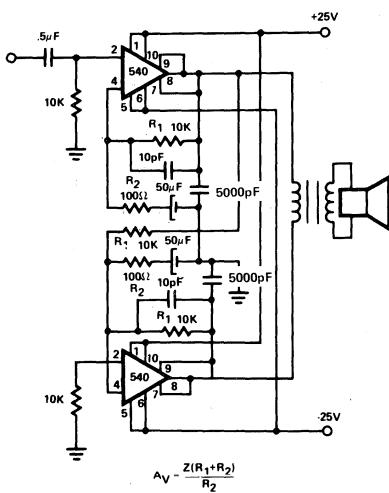 +25V
.5µF
1
10
9
2
540
8
4
7
5
6
10K
R1 10K
10pF
R2
50µF
100Ω
5000pF
R1 10K
50µF
100Ω
5000pF
10pF
R2
R1 10K
1
10
9
2
540
8
4
7
5
6
10K
-25V
AV - Z(R1+R2)
R2